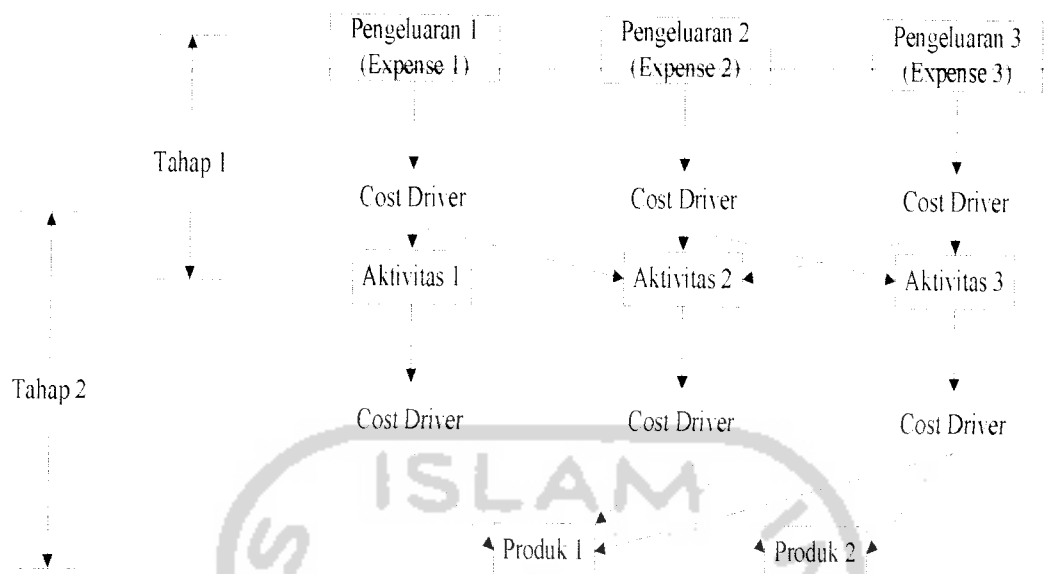 Pengeluaran 1
(Expense 1)
Pengeluaran 2
(Expense 2)
Pengeluaran 3
(Expense 3)
Tahap 1
Cost Driver
Cost Driver
Cost Driver
Aktivitas 1
Aktivitas 2
Aktivitas 3
Tahap 2
Cost Driver
Cost Driver
Cost Driver
ISLAM
Produk 1
Produk 2